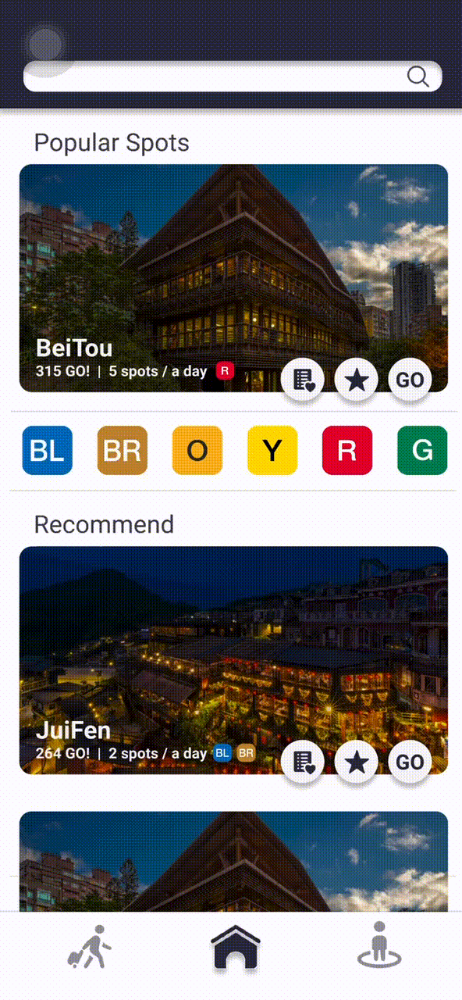 Popular Spots
BeiTou
315 GO! | 5 spots / a day R
GO
BL BR O Y R G
Recommend
JuiFen
264 GO! | 2 spots / a day BL BR
GO